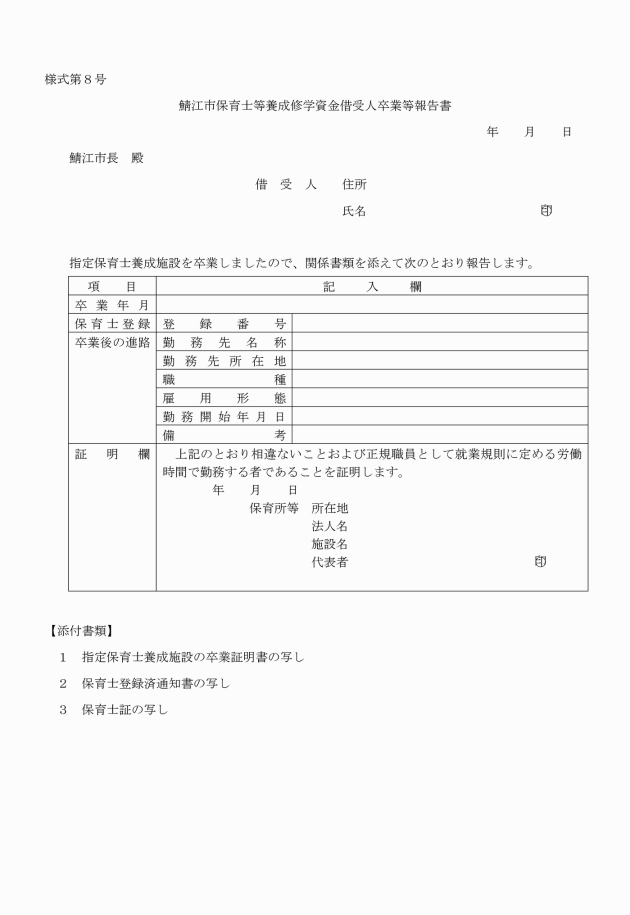 様式第８号
鯖江市保育士等養成修学資金借受人卒業等報告書
年　　月　　日
鯖江市長　殿
借　受　人　　住所
氏名　　　　　　　　　　　　　　㊞
指定保育士養成施設を卒業しましたので、関係書類を添えて次のとおり報告します。
項　　目　　記　　入　　欄
卒業年月
保育士登録　登録番号
卒業後の進路　勤務先名称
勤務先所在地
職種
雇用形態
勤務開始年月日
備考
証　明　欄　　上記のとおり相違ないことおよび正規職員として就業規則に定める労働
時間で勤務する者であることを証明します。
年　　月　　日
保育所等　所在地
法人名
施設名
代表者　　　　　　　　　　　　　　㊞
【添付書類】
１　指定保育士養成施設の卒業証明書の写し
２　保育士登録済通知書の写し
３　保育士証の写し